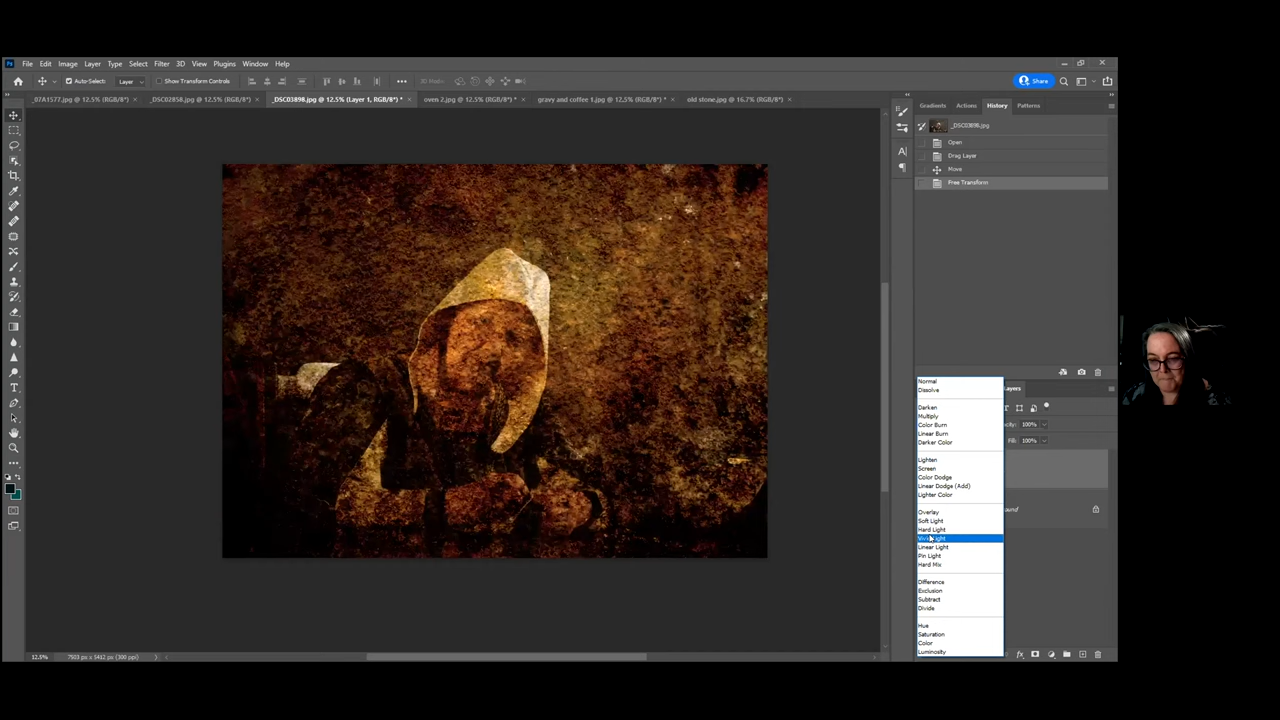 Ps File Edit Image Layer Type Select Filter 3D View Plugins Window Help
Auto-Select: Layer Show Transform Controls 3D Mode: Share
_07A1577.jpg @ 12.5% (RGB/8*) × _DSC02858.jpg @ 12.5% (RGB/8*) × _DSC03898.jpg @ 12.5% (Layer 1, RGB/8*) * × oven 2.jpg @ 12.5% (RGB/8*) * × gravy and coffee 1.jpg @ 12.5% (RGB/8*) * × old stone.jpg @ 16.7% (RGB/8*) ×
Gradients Actions History Patterns
_DSC03898.jpg
Open
Drag Layer
Move
Free Transform
Layers
Normal
Dissolve
Darken
Multiply
Color Burn
Linear Burn
Darker Color
Lighten
Screen
Color Dodge
Linear Dodge (Add)
Lighter Color
Overlay
Soft Light
Hard Light
Vivid Light
Linear Light
Pin Light
Hard Mix
Difference
Exclusion
Subtract
Divide
Hue
Saturation
Color
Luminosity
100%
Fill: 100%
12.5% 7503 px x 5412 px (300 ppi)